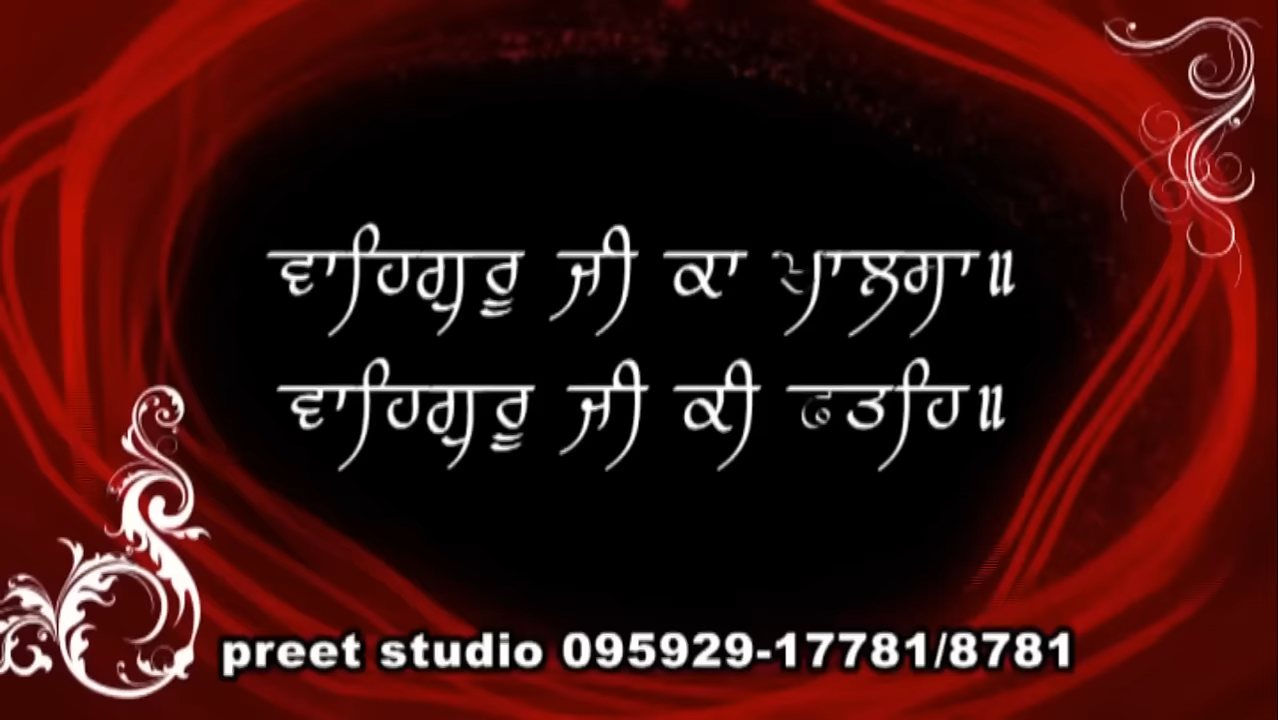 ਵਾਹਿਗੁਰੂ ਜੀ ਕਾ ਖਾਲਸਾ॥
ਵਾਹਿਗੁਰੂ ਜੀ ਕੀ ਫਤਹਿ॥
preet studio 095929-17781/8781